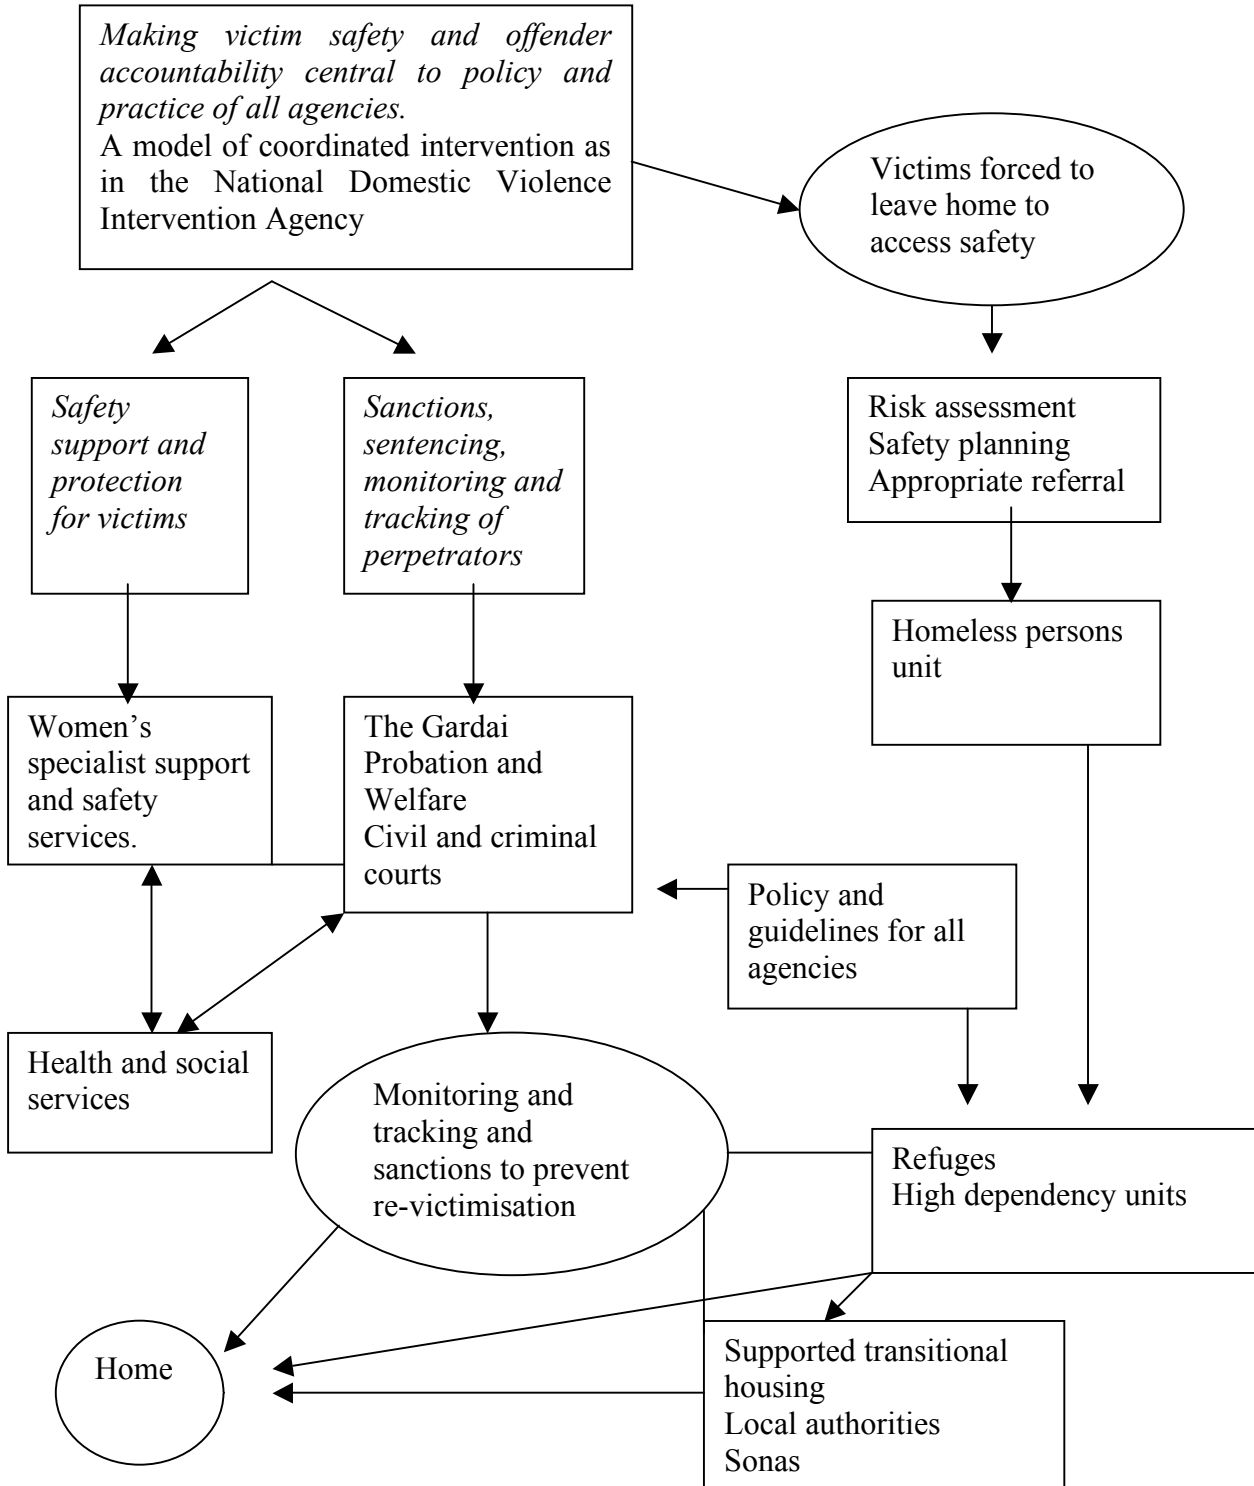 Making victim safety and offender
accountability central to policy and
practice of all agencies.
A model of coordinated intervention as
in the National Domestic Violence
Intervention Agency
Victims forced to
leave home to
access safety
Safety
support and
protection
for victims
Sanctions,
sentencing,
monitoring and
tracking of
perpetrators
Risk assessment
Safety planning
Appropriate referral
Homeless persons
unit
Women’s
specialist support
and safety
services.
The Gardai
Probation and
Welfare
Civil and criminal
courts
Policy and
guidelines for all
agencies
Health and social
services
Monitoring and
tracking and
sanctions to prevent
re-victimisation
Refuges
High dependency units
Home
Supported transitional
housing
Local authorities
Sonas